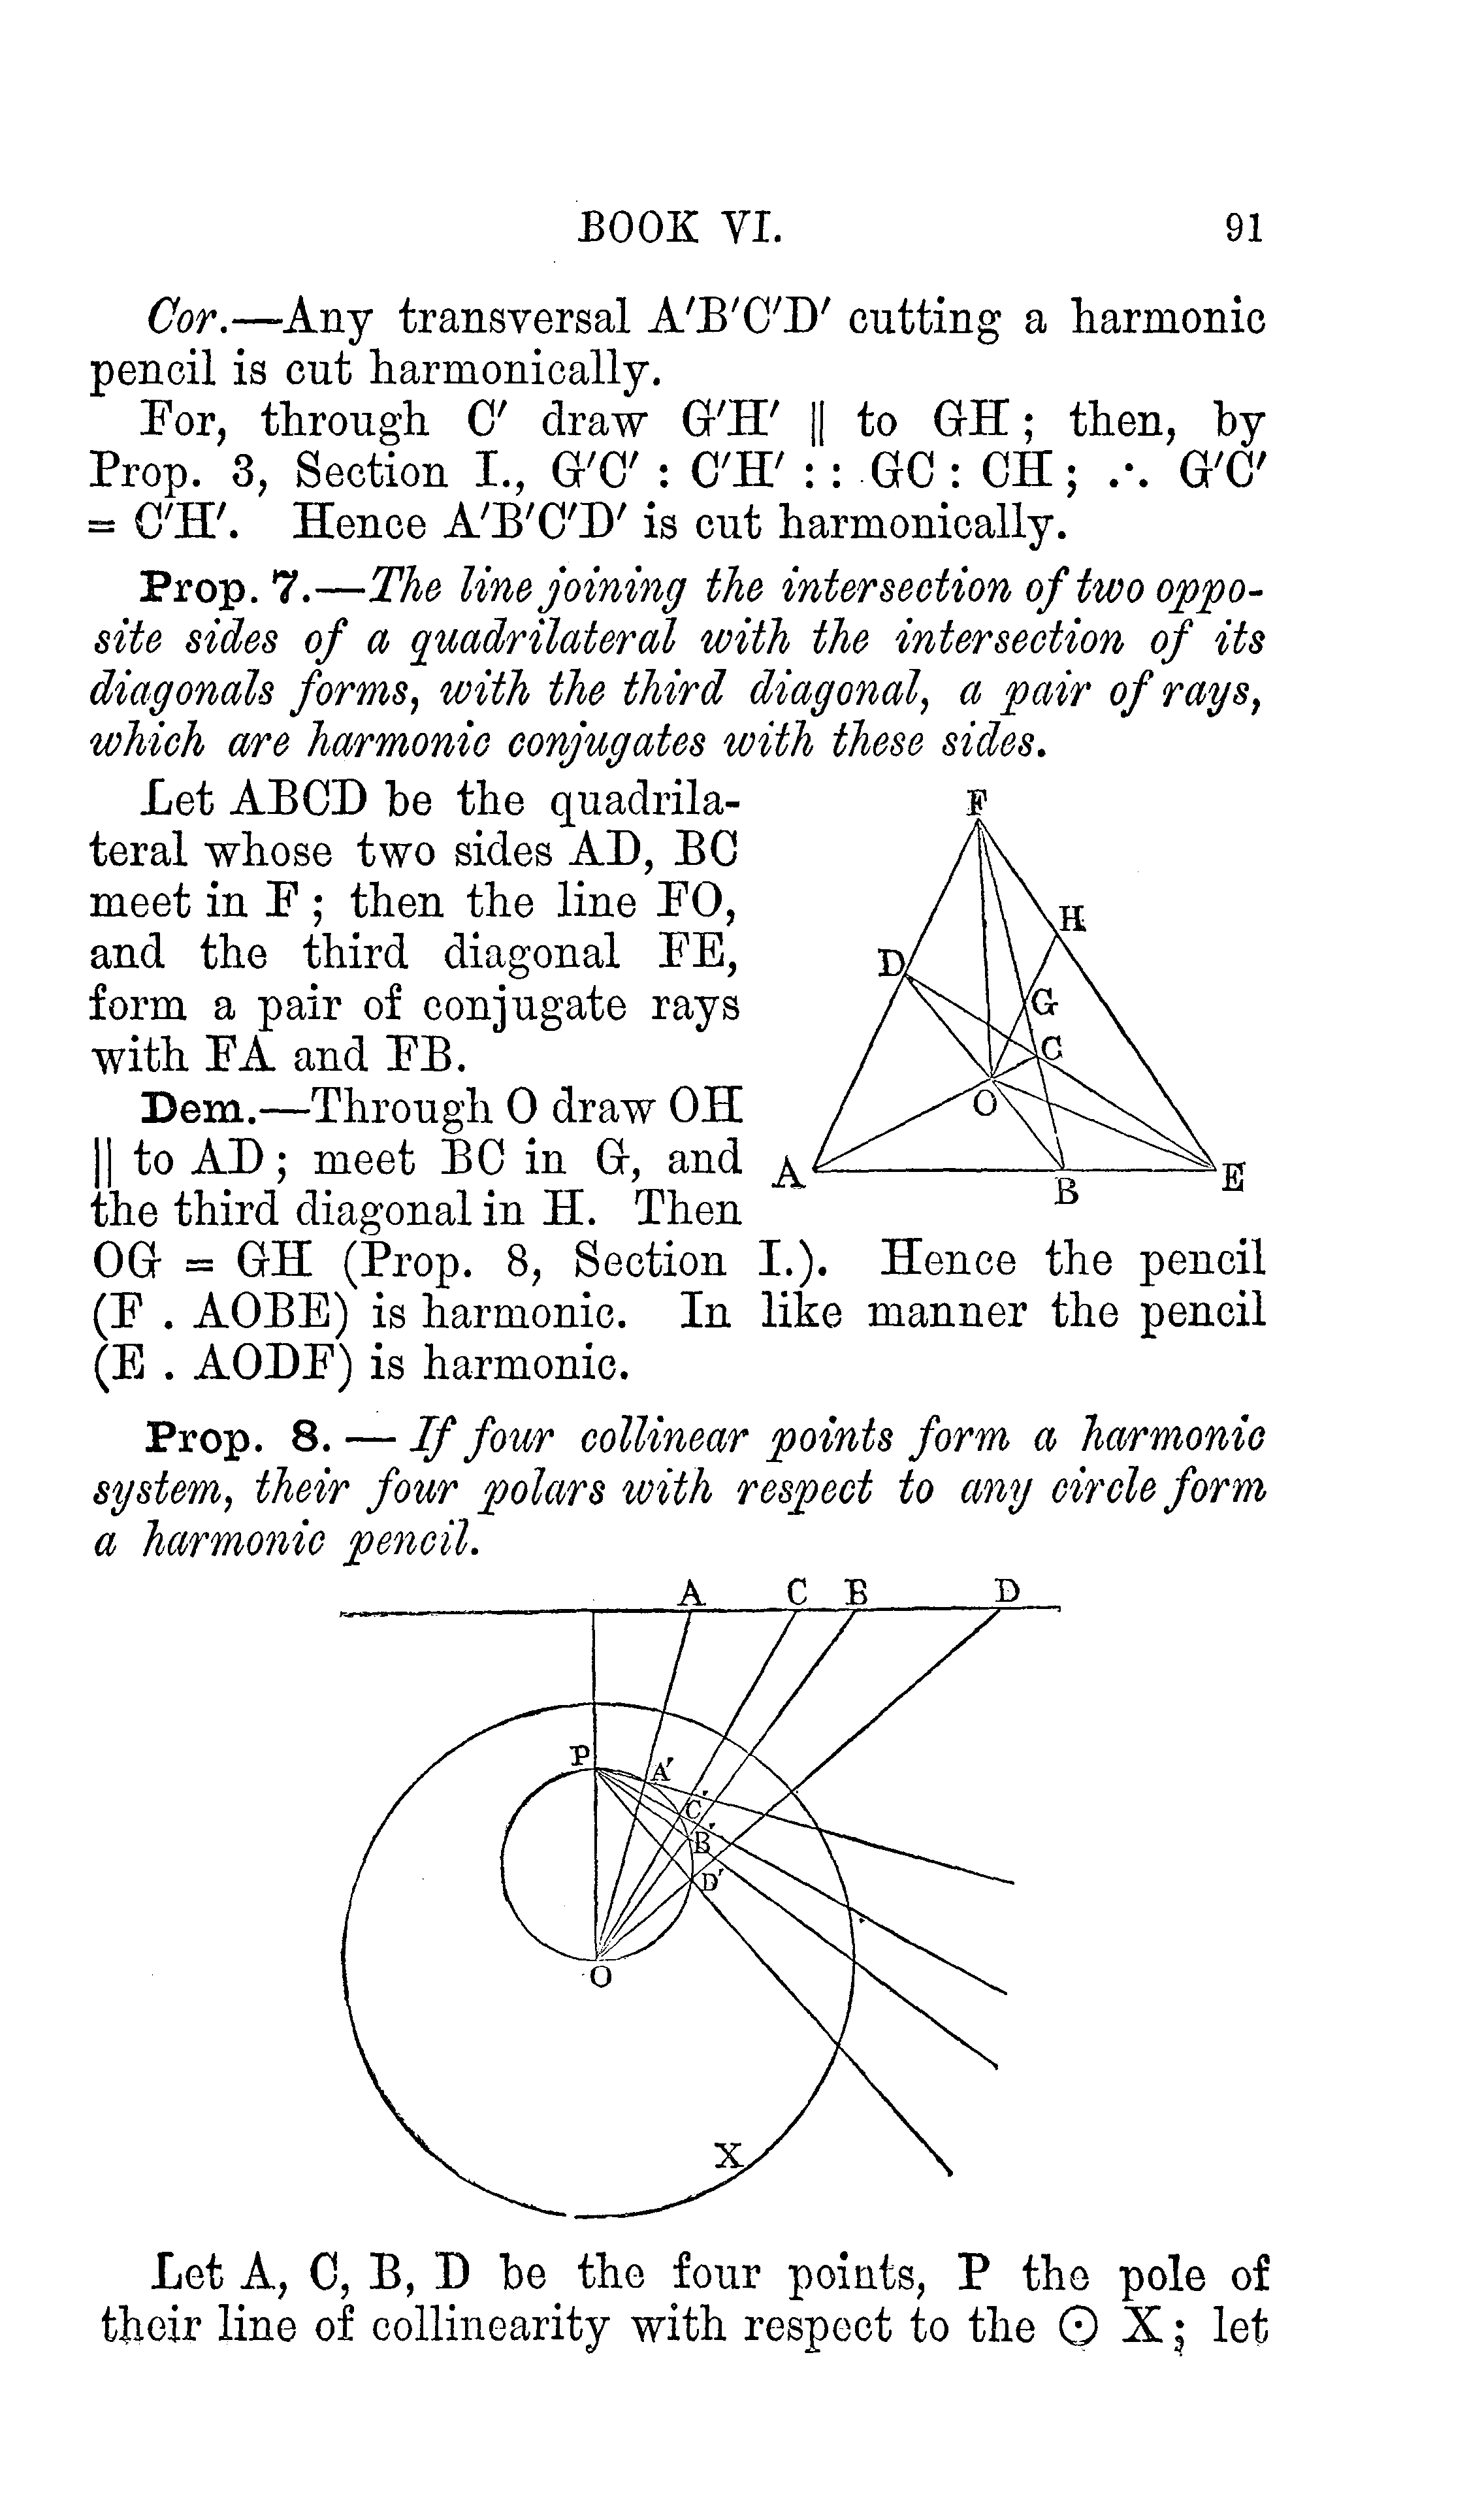 BOOK VI. 91
Cor.—Any transversal A′B′C′D′ cutting a harmonic
pencil is cut harmonically.
For, through C′ draw G′H′ || to GH; then, by
Prop. 3, Section I., G′C′ : C′H′ :: GC : CH; ∴ G′C′
= C′H′. Hence A′B′C′D′ is cut harmonically.
Prop. 7.—The line joining the intersection of two oppo-
site sides of a quadrilateral with the intersection of its
diagonals forms, with the third diagonal, a pair of rays,
which are harmonic conjugates with these sides.
Let ABCD be the quadrila-
teral whose two sides AD, BC
meet in F; then the line FO,
and the third diagonal FE,
form a pair of conjugate rays
with FA and FB.
Dem.—Through O draw OH
|| to AD; meet BC in G, and
the third diagonal in H. Then
F
H
D
G
C
O
A
B
E
OG = GH (Prop. 8, Section I.). Hence the pencil
(F . AOBE) is harmonic. In like manner the pencil
(E . AODF) is harmonic.
Prop. 8.—If four collinear points form a harmonic
system, their four polars with respect to any circle form
a harmonic pencil.
A C B D
P
A′
C′
B′
D′
O
X
Let A, C, B, D be the four points, P the pole of
their line of collinearity with respect to the ⊙ X; let